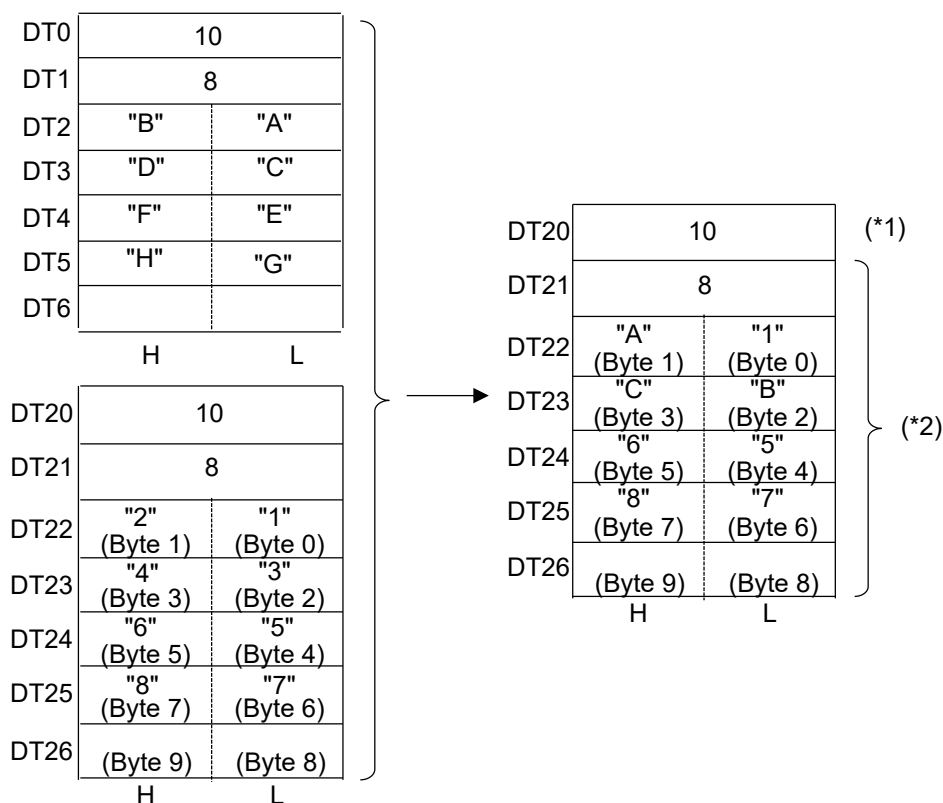 DT0 10
DT1 8
DT2 "B" "A"
DT3 "D" "C"
DT4 "F" "E"
DT5 "H" "G"
DT6
H L
DT20 10
DT21 8
DT22 "2" "1"
(Byte 1) (Byte 0)
DT23 "4" "3"
(Byte 3) (Byte 2)
DT24 "6" "5"
(Byte 5) (Byte 4)
DT25 "8" "7"
(Byte 7) (Byte 6)
DT26
(Byte 9) (Byte 8)
H L
DT20 10 (*1)
DT21 8
DT22 "A" "1"
(Byte 1) (Byte 0)
DT23 "C" "B"
(Byte 3) (Byte 2)
(*2)
DT24 "6" "5"
(Byte 5) (Byte 4)
DT25 "8" "7"
(Byte 7) (Byte 6)
DT26
(Byte 9) (Byte 8)
H L